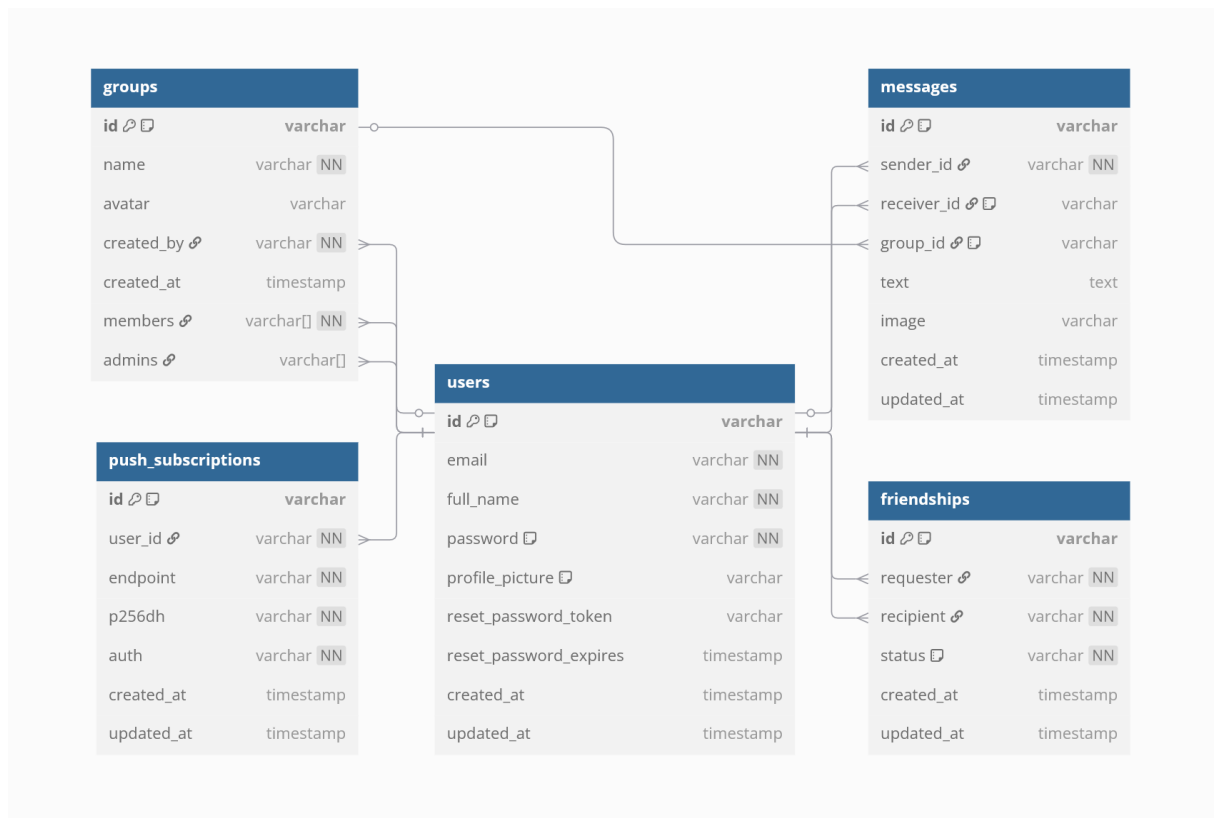 groups
id varchar
name varchar NN
avatar varchar
created_by varchar NN
created_at timestamp
members varchar[] NN
admins varchar[]
messages
id varchar
sender_id varchar NN
receiver_id varchar
group_id varchar
text text
image varchar
created_at timestamp
updated_at timestamp
users
id varchar
email varchar NN
full_name varchar NN
password varchar NN
profile_picture varchar
reset_password_token varchar
reset_password_expires timestamp
created_at timestamp
updated_at timestamp
push_subscriptions
id varchar
user_id varchar NN
endpoint varchar NN
p256dh varchar NN
auth varchar NN
created_at timestamp
updated_at timestamp
friendships
id varchar
requester varchar NN
recipient varchar NN
status varchar NN
created_at timestamp
updated_at timestamp